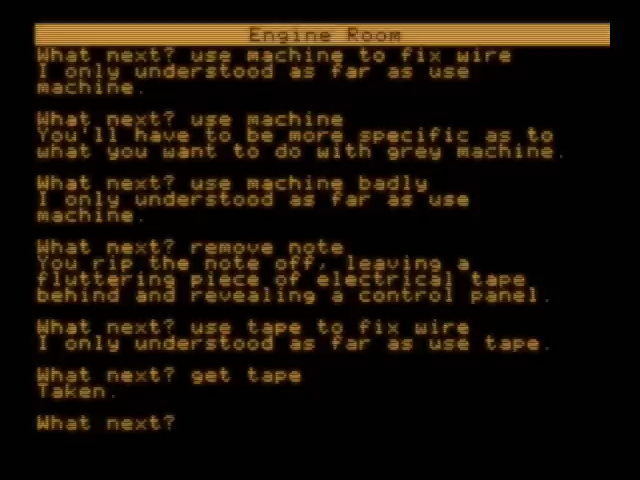 Engine Room
What next? use machine to fix wire
I only understood as far as use
machine.
What next? use machine
You'll have to be more specific as to
what you want to do with grey machine.
What next? use machine badly
I only understood as far as use
machine.
What next? remove note
You rip the note off, leaving a
fluttering piece of electrical tape
behind and revealing a control panel.
What next? use tape to fix wire
I only understood as far as use tape.
What next? get tape
Taken.
What next?